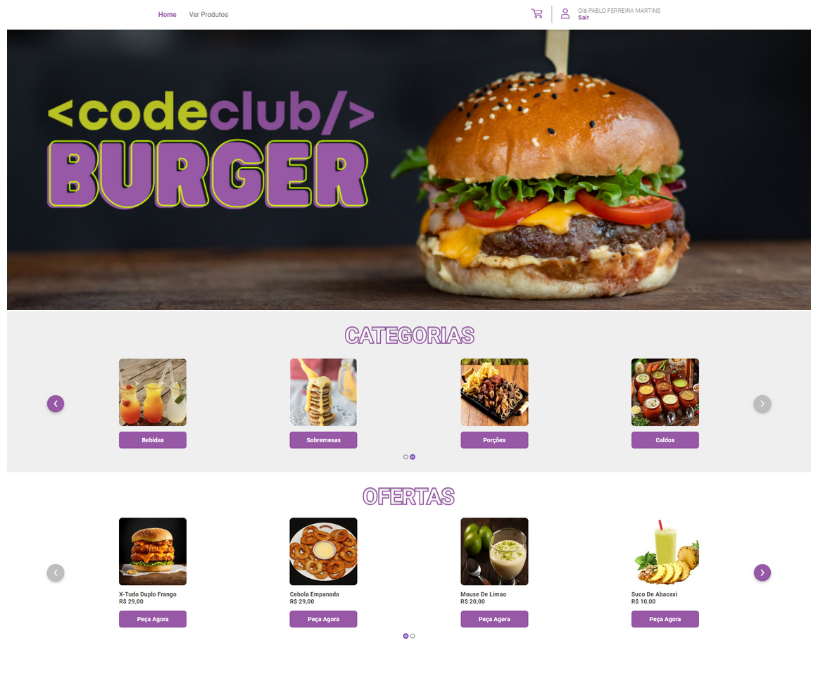 Home
Ver Produtos
Olá PABLO FERREIRA MARTINS
Sair
<codeclub/>
BURGER
CATEGORIAS
Bebidas
Sobremesas
Porções
Caldos
OFERTAS
X-Tudo Duplo Frango
R$ 29,00
Peça Agora
Cebola Empanada
R$ 29,00
Peça Agora
Mouse De Limao
R$ 20,00
Peça Agora
Suco De Abacaxi
R$ 10,00
Peça Agora